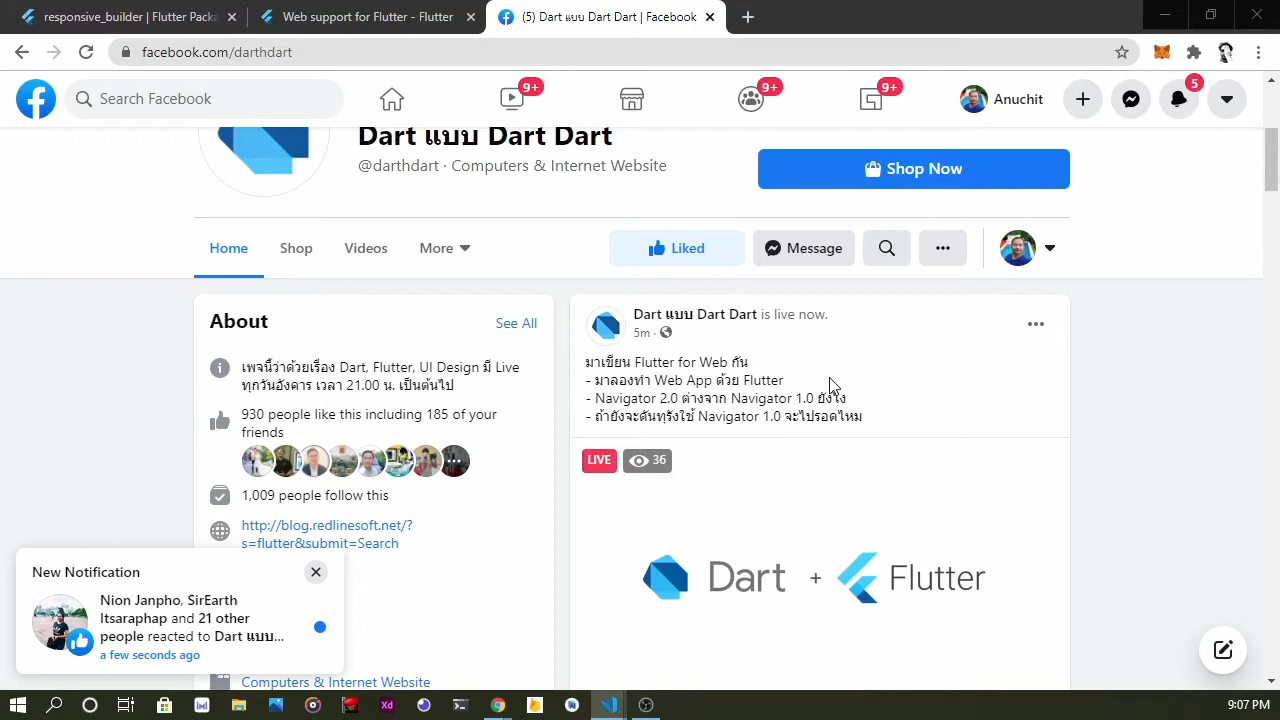 responsive_builder | Flutter Packa
Web support for Flutter - Flutter
(5) Dart แบบ Dart Dart | Facebook
facebook.com/darthdart
Search Facebook
9+
9+
9+
Anuchit
5
Dart แบบ Dart Dart
@darthdart · Computers & Internet Website
Shop Now
Home
Shop
Videos
More
Liked
Message
About
See All
เพจนี้ว่าด้วยเรื่อง Dart, Flutter, UI Design มี Live
ทุกวันอังคาร เวลา 21.00 น. เป็นต้นไป
930 people like this including 185 of your
friends
1,009 people follow this
http://blog.redlinesoft.net/?
s=flutter&submit=Search
Computers & Internet Website
Dart แบบ Dart Dart is live now.
5m ·
มาเขียน Flutter for Web กัน
- มาลองทำ Web App ด้วย Flutter
- Navigator 2.0 ต่างจาก Navigator 1.0 ยังไง
- ถ้ายังจะดันทุรังใช้ Navigator 1.0 จะไปรอดไหม
LIVE
36
Dart + Flutter
New Notification
Nion Janpho, SirEarth
Itsaraphap and 21 other
people reacted to Dart แบบ...
a few seconds ago
Xd
9:07 PM